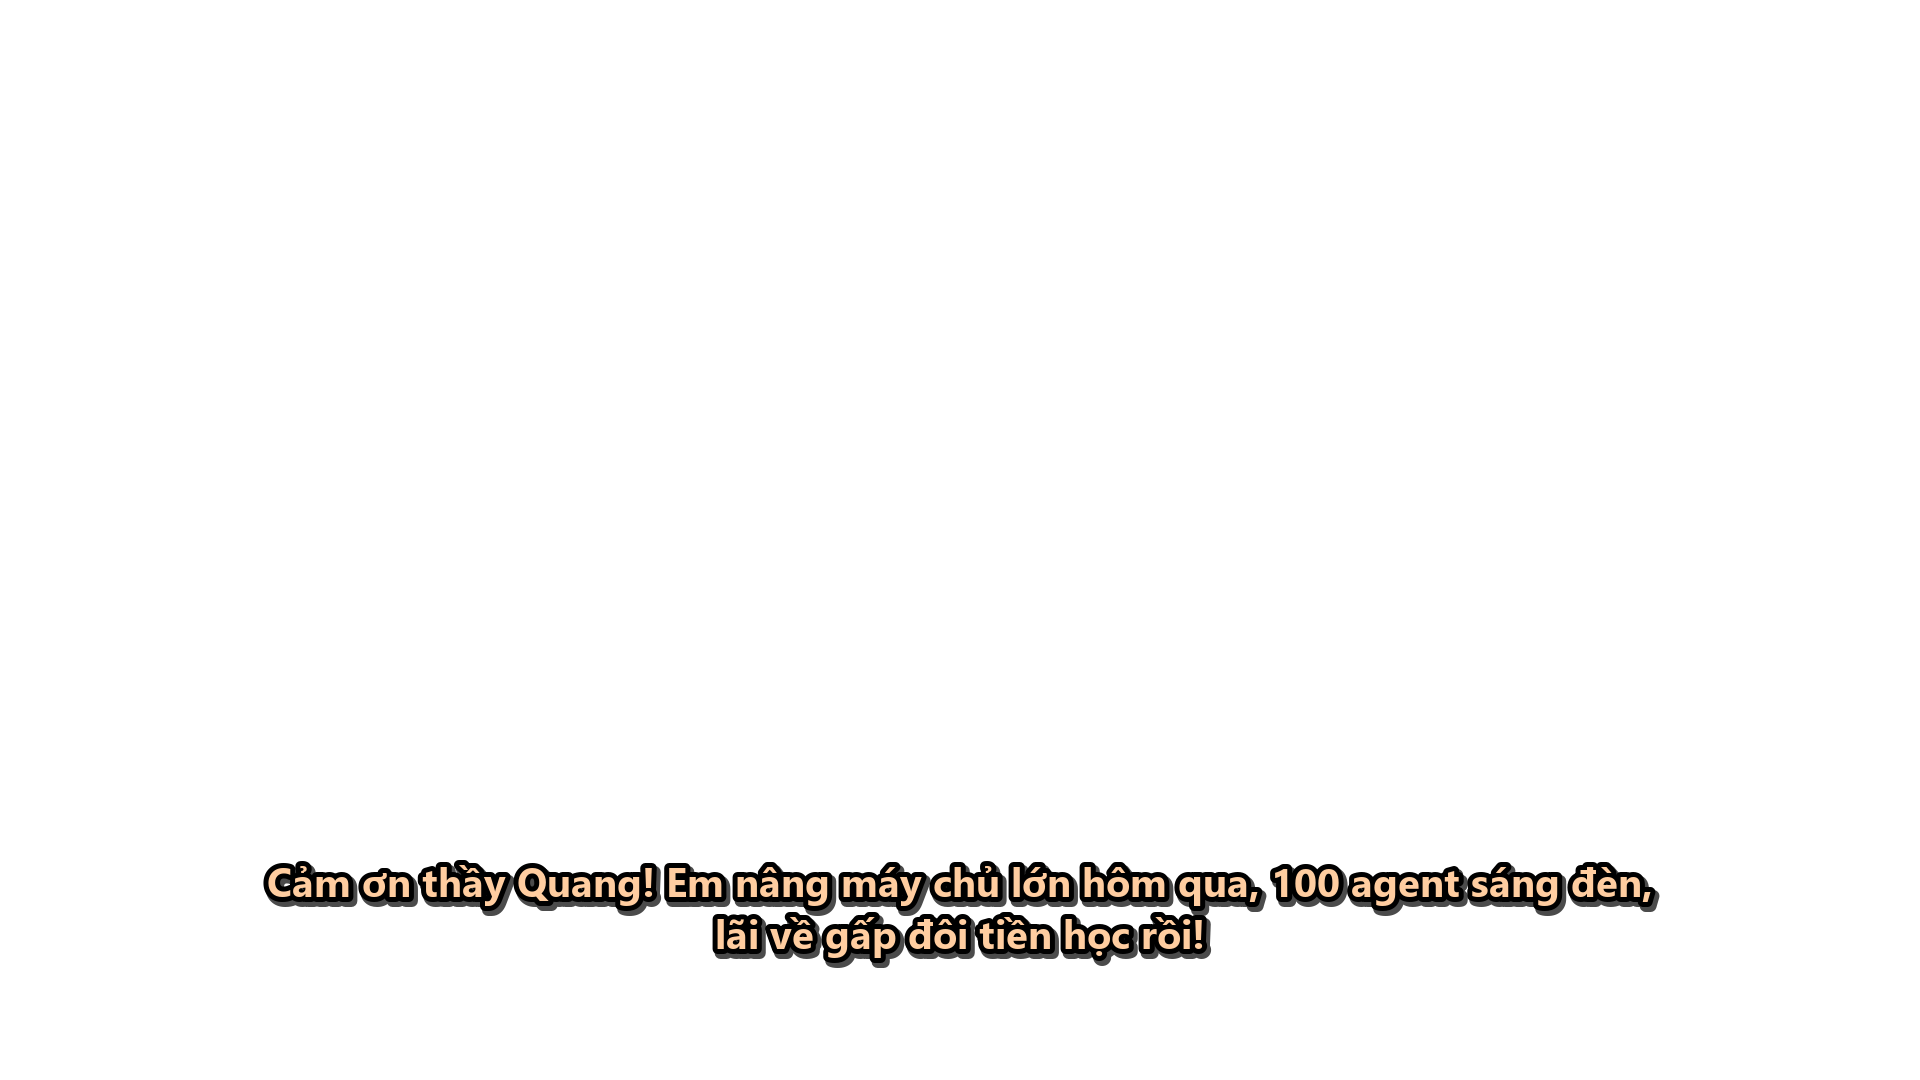 Cảm ơn thầy Quang! Em nâng máy chủ lớn hôm qua, 100 agent sáng đèn,
lãi về gấp đôi tiền học rồi!